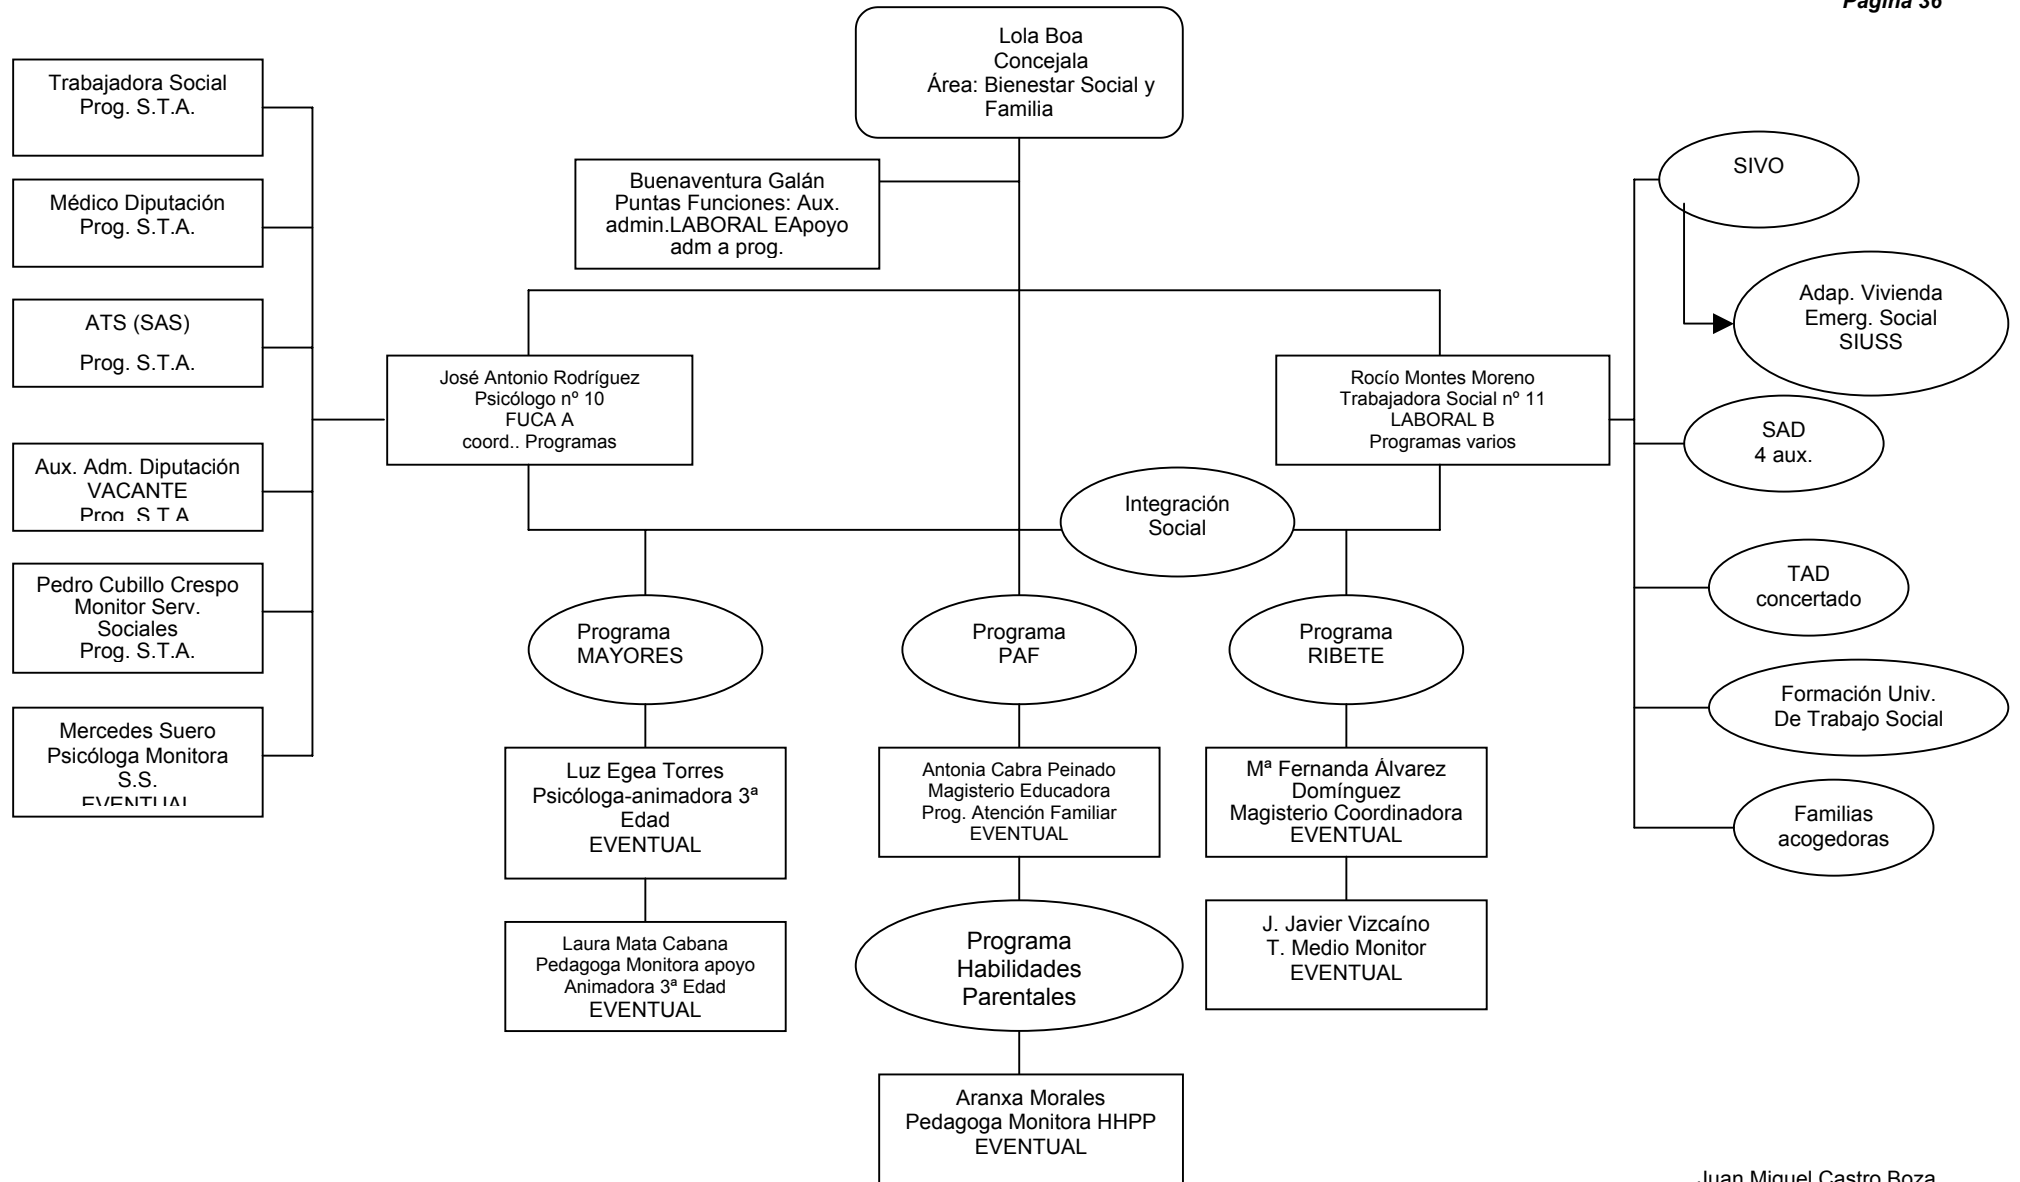 Página 36
Lola Boa
Concejala
Área: Bienestar Social y
Familia
Trabajadora Social
Prog. S.T.A.
Médico Diputación
Prog. S.T.A.
ATS (SAS)
Prog. S.T.A.
Aux. Adm. Diputación
VACANTE
Prog. S.T.A.
Pedro Cubillo Crespo
Monitor Serv.
Sociales
Prog. S.T.A.
Mercedes Suero
Psicóloga Monitora
S.S.
EVENTUAL
Buenaventura Galán
Puntas Funciones: Aux.
admin.LABORAL EApoyo
adm a prog.
José Antonio Rodríguez
Psicólogo nº 10
FUCA A
coord.. Programas
Rocío Montes Moreno
Trabajadora Social nº 11
LABORAL B
Programas varios
Integración
Social
Programa
MAYORES
Programa
PAF
Programa
RIBETE
Luz Egea Torres
Psicóloga-animadora 3ª
Edad
EVENTUAL
Antonia Cabra Peinado
Magisterio Educadora
Prog. Atención Familiar
EVENTUAL
Mª Fernanda Álvarez
Domínguez
Magisterio Coordinadora
EVENTUAL
Laura Mata Cabana
Pedagoga Monitora apoyo
Animadora 3ª Edad
EVENTUAL
Programa
Habilidades
Parentales
J. Javier Vizcaíno
T. Medio Monitor
EVENTUAL
Aranxa Morales
Pedagoga Monitora HHPP
EVENTUAL
SIVO
Adap. Vivienda
Emerg. Social
SIUSS
SAD
4 aux.
TAD
concertado
Formación Univ.
De Trabajo Social
Familias
acogedoras
Juan Miguel Castro Boza